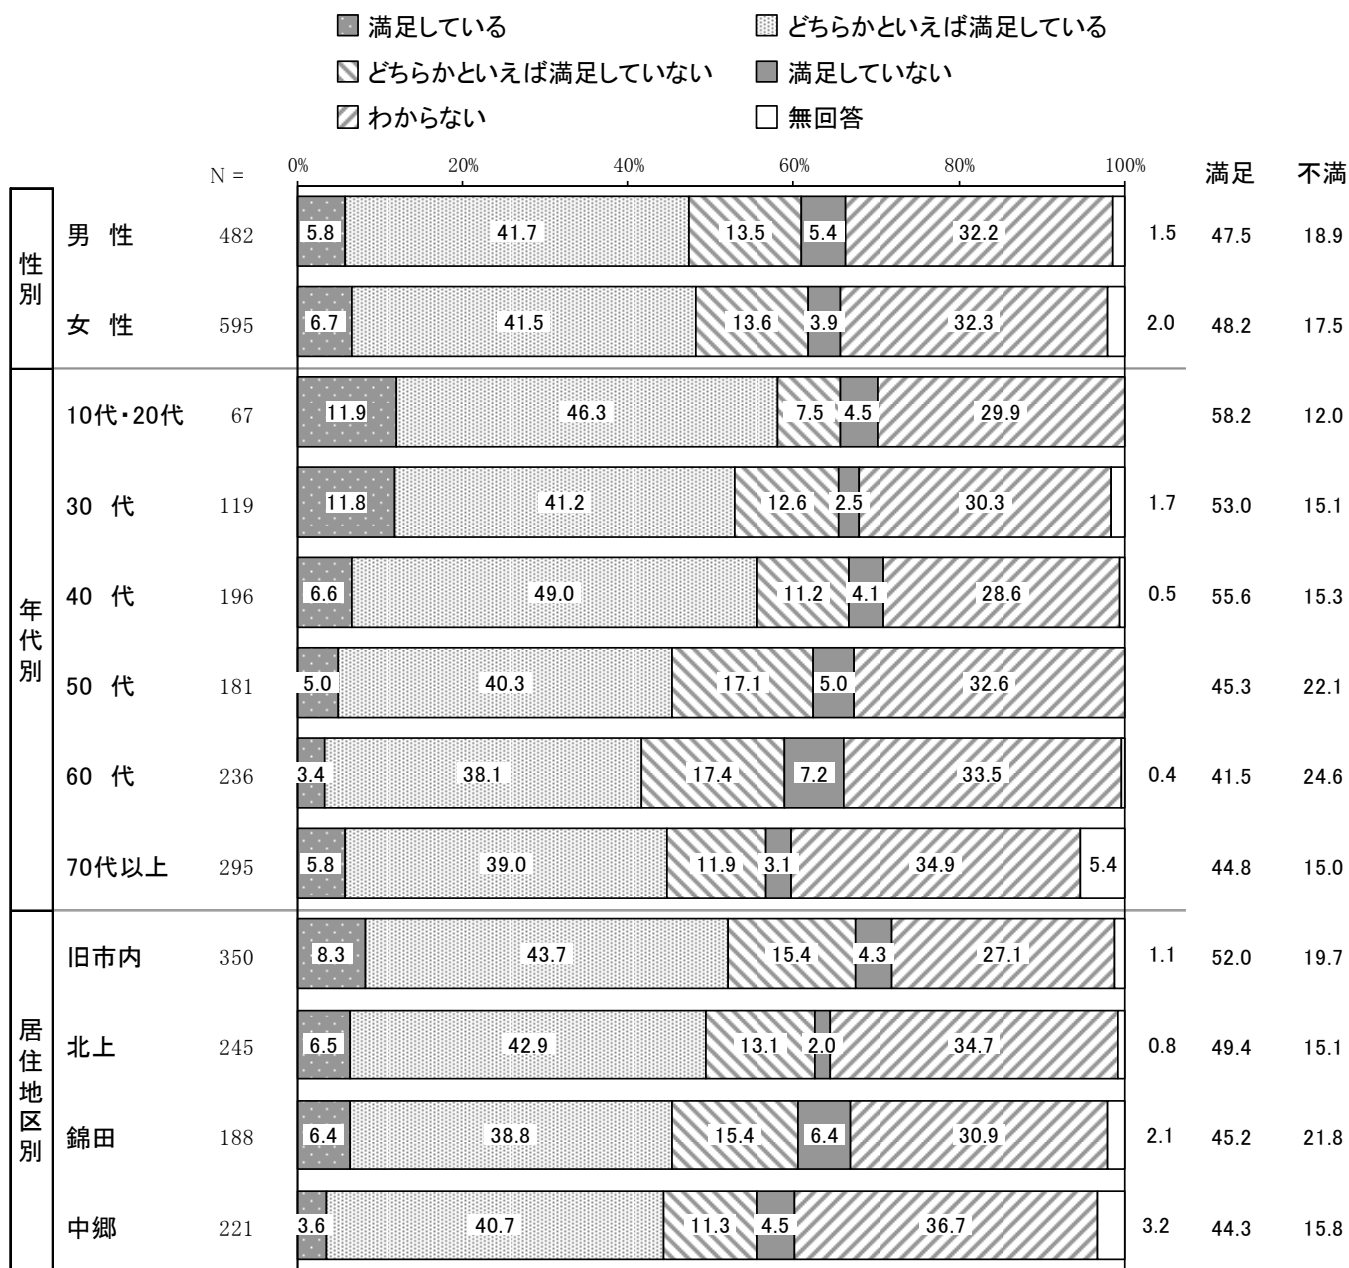 満足している どちらかといえば満足している
どちらかといえば満足していない 満足していない
わからない 無回答
N = 0% 20% 40% 60% 80% 100% 満足 不満
性別
男 性 482 5.8 41.7 13.5 5.4 32.2 1.5 47.5 18.9
女 性 595 6.7 41.5 13.6 3.9 32.3 2.0 48.2 17.5
年代別
10代・20代 67 11.9 46.3 7.5 4.5 29.9 58.2 12.0
30 代 119 11.8 41.2 12.6 2.5 30.3 1.7 53.0 15.1
40 代 196 6.6 49.0 11.2 4.1 28.6 0.5 55.6 15.3
50 代 181 5.0 40.3 17.1 5.0 32.6 45.3 22.1
60 代 236 3.4 38.1 17.4 7.2 33.5 0.4 41.5 24.6
70代以上 295 5.8 39.0 11.9 3.1 34.9 5.4 44.8 15.0
居住地区別
旧市内 350 8.3 43.7 15.4 4.3 27.1 1.1 52.0 19.7
北上 245 6.5 42.9 13.1 2.0 34.7 0.8 49.4 15.1
錦田 188 6.4 38.8 15.4 6.4 30.9 2.1 45.2 21.8
中郷 221 3.6 40.7 11.3 4.5 36.7 3.2 44.3 15.8